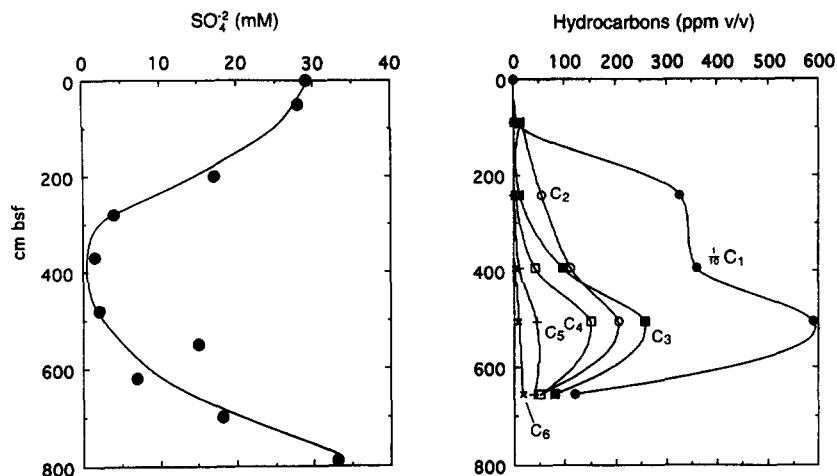 SO₄⁻² (mM)
0 10 20 30 40
cm bsf
0
200
400
600
800
Hydrocarbons (ppm v/v)
0 100 200 300 400 500 600
0
200
400
600
800
C₂
1/10 C₁
C₅ C₄ C₃
C₆